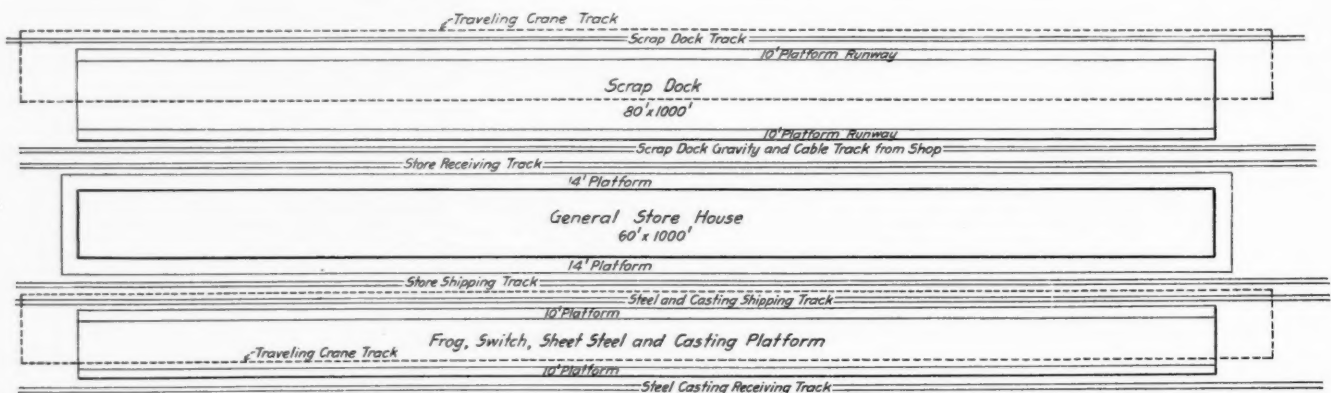 Traveling Crane Track
Scrap Dock Track
10' Platform Runway
Scrap Dock
80'x1000'
10' Platform Runway
Scrap Dock Gravity and Cable Track from Shop
Store Receiving Track
14' Platform
General Store House
60'x1000'
14' Platform
Store Shipping Track
Steel and Casting Shipping Track
10' Platform
Frog, Switch, Sheet Steel and Casting Platform
Traveling Crane Track
10' Platform
Steel Casting Receiving Track